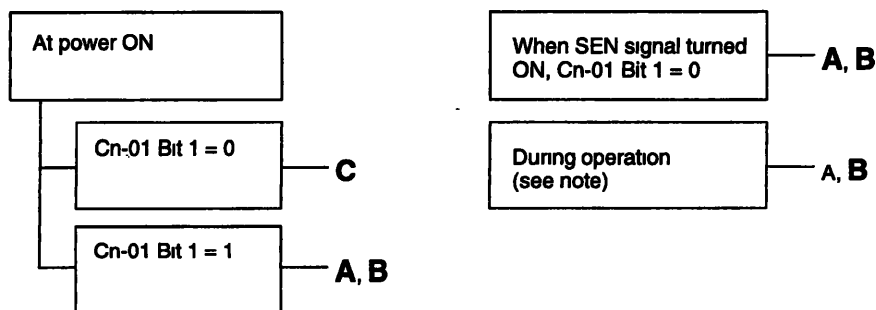 At power ON
Cn-01 Bit 1 = 0
C
Cn-01 Bit 1 = 1
A, B
When SEN signal turned
ON, Cn-01 Bit 1 = 0
A, B
During operation
(see note)
A, B